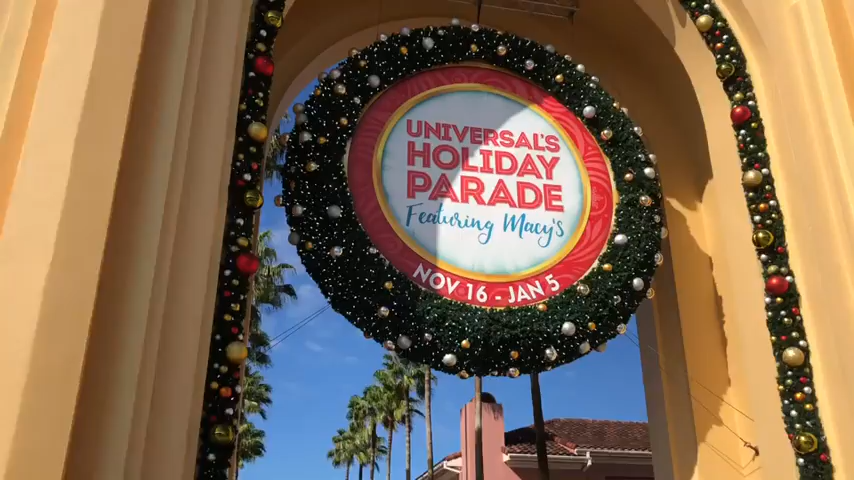 UNIVERSAL'S
HOLIDAY
PARADE
Featuring Macy's
NOV 16 - JAN 5